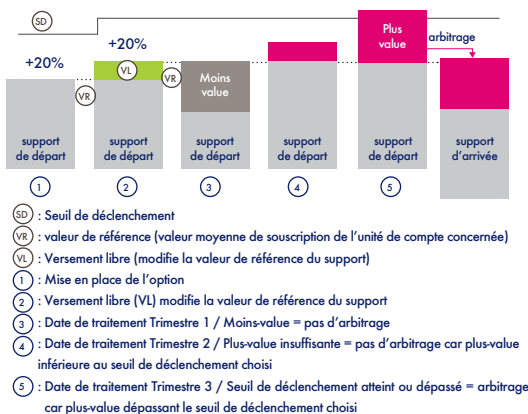 SD
Plus
value
arbitrage
+20%
+20%
VL
VR
VR
Moins
value
support
de départ
support
de départ
support
de départ
support
de départ
support
de départ
support
d'arrivée
1
2
3
4
5
SD : Seuil de déclenchement
VR : valeur de référence (valeur moyenne de souscription de l'unité de compte concernée)
VL : Versement libre (modifie la valeur de référence du support)
1 : Mise en place de l'option
2 : Versement libre (VL) modifie la valeur de référence du support
3 : Date de traitement Trimestre 1 / Moins-value = pas d'arbitrage
4 : Date de traitement Trimestre 2 / Plus-value insuffisante = pas d'arbitrage car plus-value
inférieure au seuil de déclenchement choisi
5 : Date de traitement Trimestre 3 / Seuil de déclenchement atteint ou dépassé = arbitrage
car plus-value dépassant le seuil de déclenchement choisi